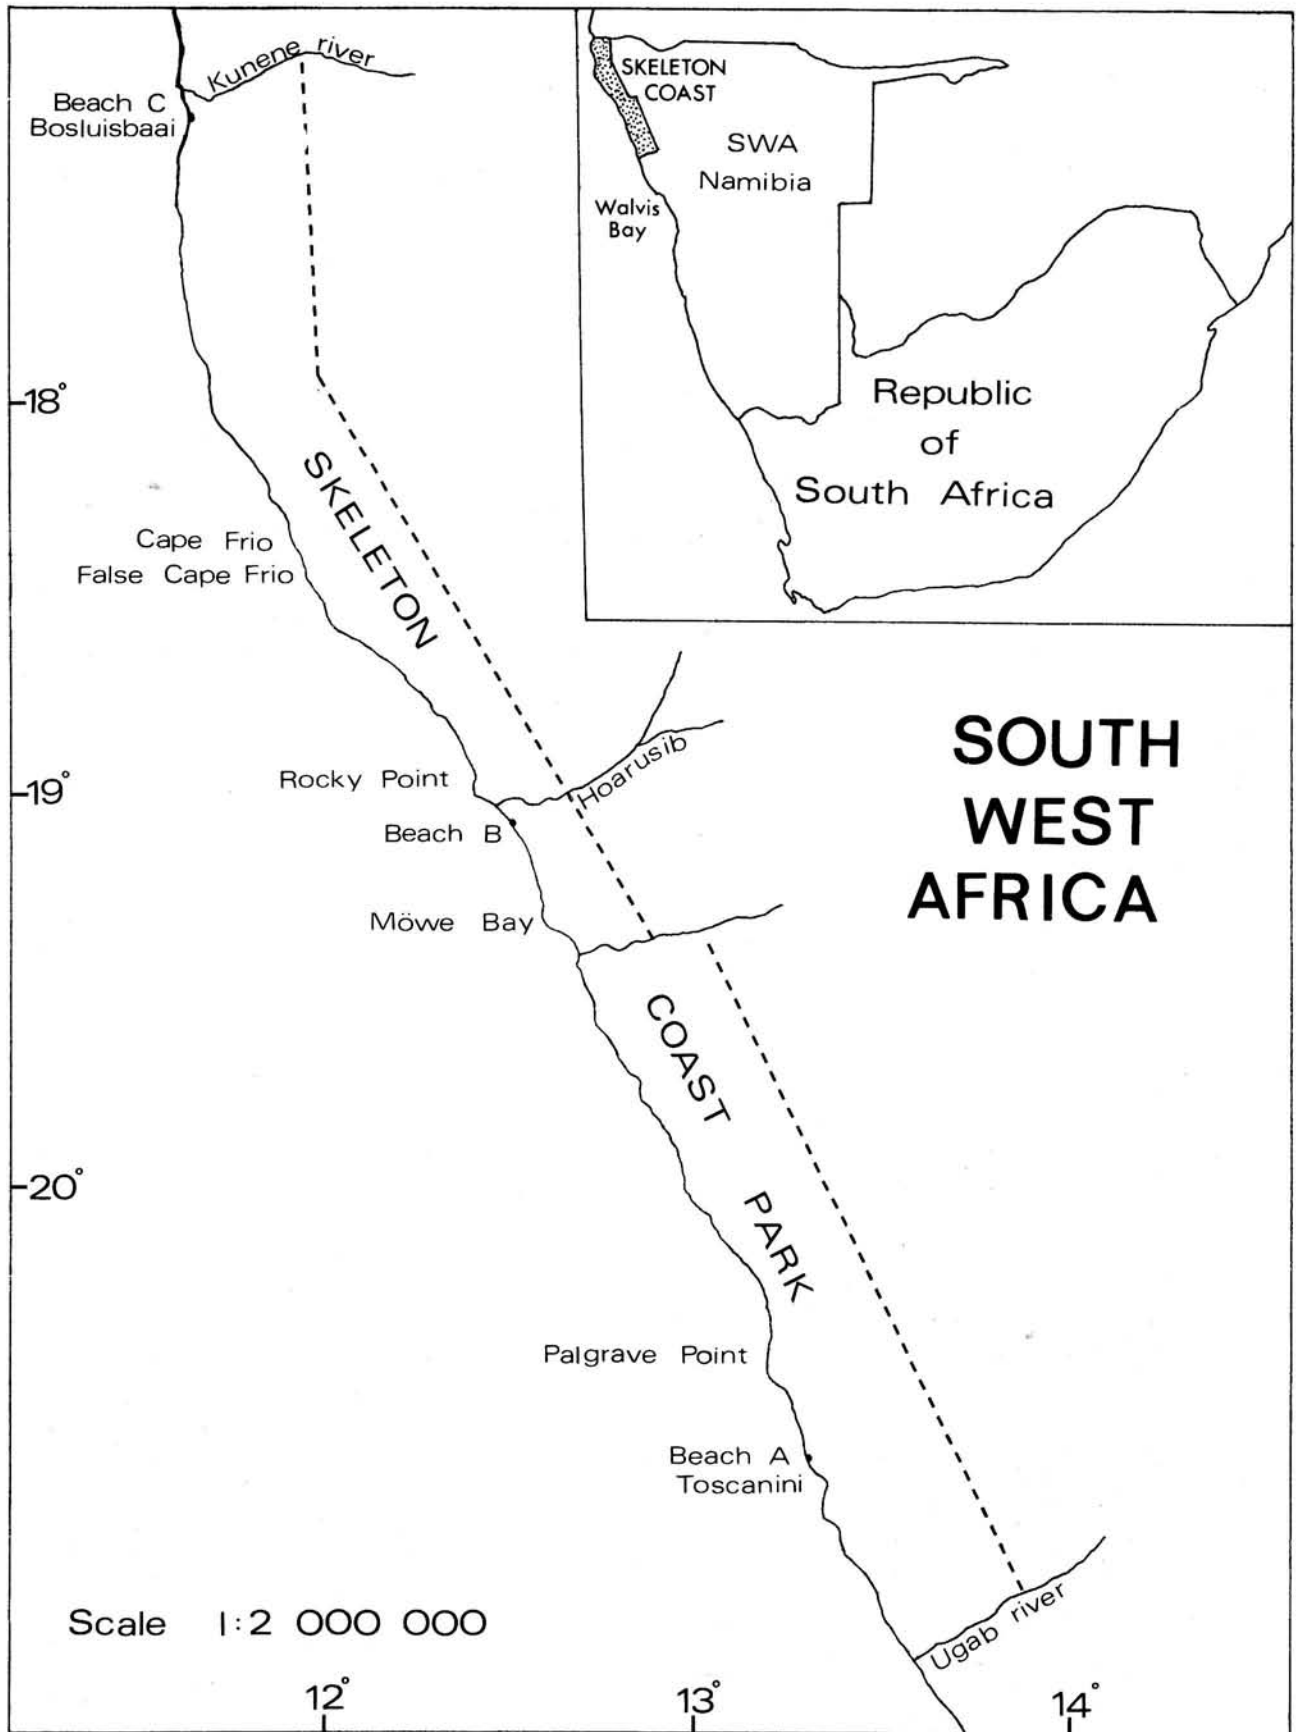 Kunene river
Beach C
Bosluisbaai
SKELETON
COAST
SWA
Namibia
Walvis
Bay
Republic
of
South Africa
18°
SKELETON
Cape Frio
False Cape Frio
SOUTH
WEST
AFRICA
Rocky Point
19°
Hoarusib
Beach B
Möwe Bay
COAST
20°
PARK
Palgrave Point
Beach A
Toscanini
Ugab river
Scale 1:2 000 000
12°
13°
14°